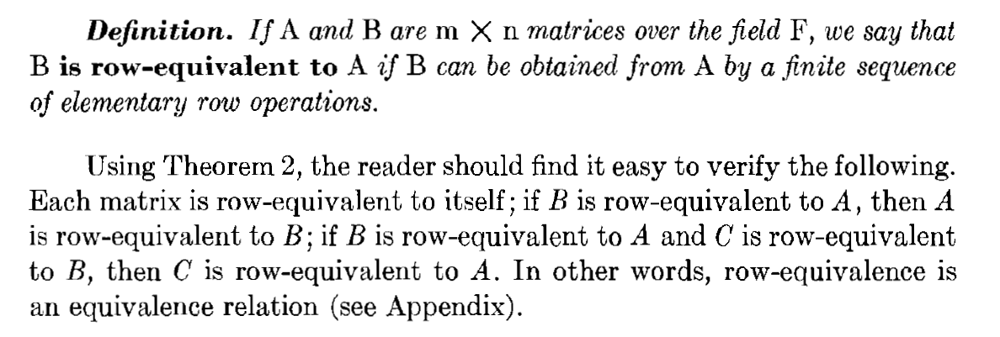 Definition. If A and B are m × n matrices over the field F, we say that
B is row-equivalent to A if B can be obtained from A by a finite sequence
of elementary row operations.
Using Theorem 2, the reader should find it easy to verify the following.
Each matrix is row-equivalent to itself; if B is row-equivalent to A, then A
is row-equivalent to B; if B is row-equivalent to A and C is row-equivalent
to B, then C is row-equivalent to A. In other words, row-equivalence is
an equivalence relation (see Appendix).